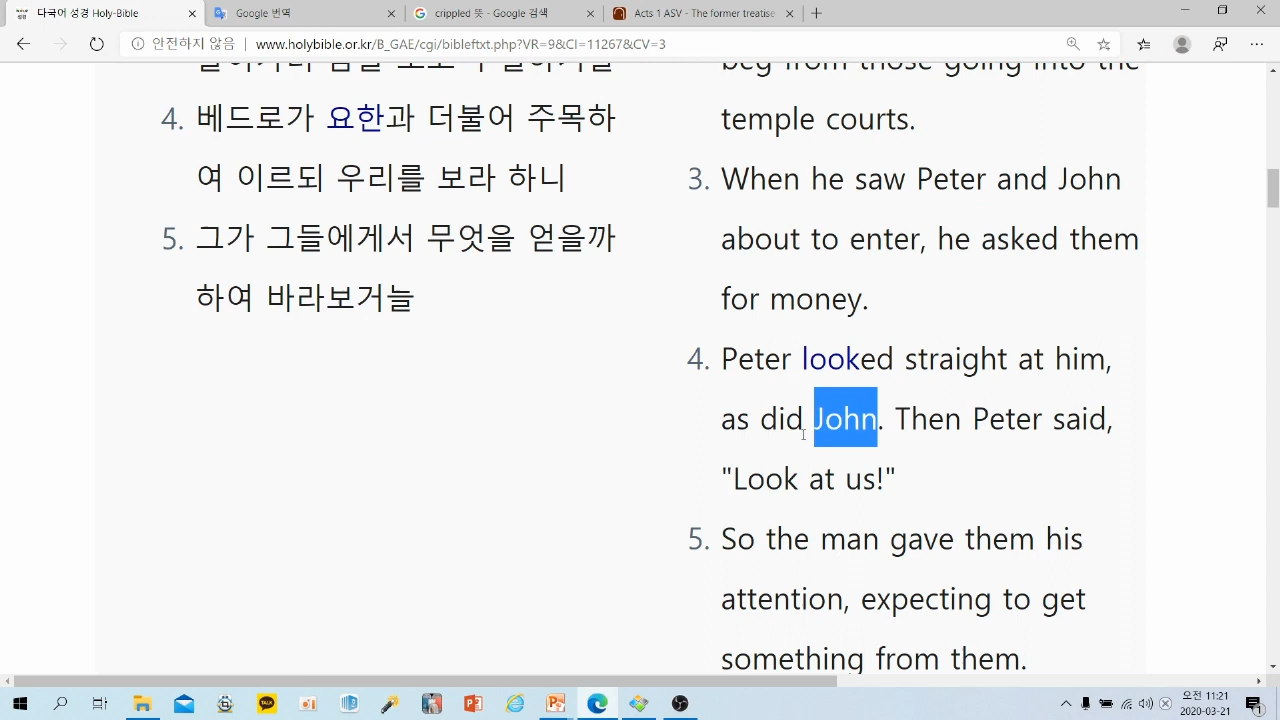 다국어 성경 Holy-Bible
Google 번역
crippled 뜻 - Google 검색
Acts 1 ASV - The former treatise
안전하지 않음
www.holybible.or.kr/B_GAE/cgi/bibleftxt.php?VR=9&CI=11267&CV=3
4. 베드로가 요한과 더불어 주목하
여 이르되 우리를 보라 하니
5. 그가 그들에게서 무엇을 얻을까
하여 바라보거늘
beg from those going into the
temple courts.
3. When he saw Peter and John
about to enter, he asked them
for money.
4. Peter looked straight at him,
as did John. Then Peter said,
"Look at us!"
5. So the man gave them his
attention, expecting to get
something from them.
TALK
오전 11:21
2020-03-21